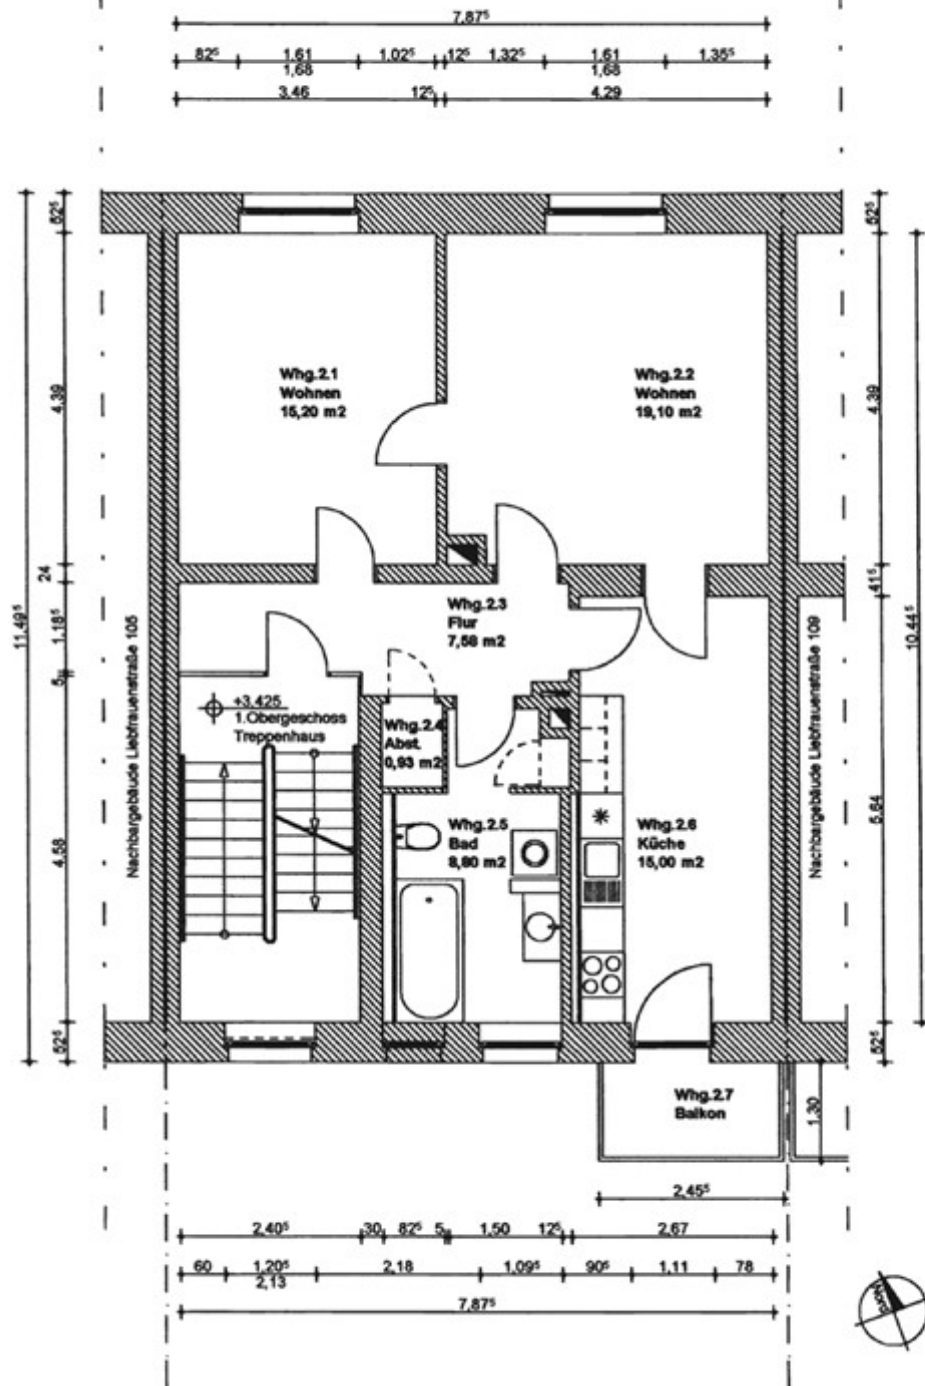 7,87⁵
82⁵ 1,61 1,02⁵ 12⁵ 1,32⁵ 1,61 1,35⁵
1,68 1,68
3,46 12⁵ 4,29
52⁵
52⁵
4,39
4,39
Whg.2.1
Wohnen
15,20 m2
Whg.2.2
Wohnen
19,10 m2
24
41⁵
11,49⁵
1,18⁵
10,44⁵
5
Whg.2.3
Flur
7,58 m2
Nachbargebäude Liebfrauenstraße 105
Nachbargebäude Liebfrauenstraße 109
+3,425
1.Obergeschoss
Treppenhaus
Whg.2.4
Abst.
0,93 m2
4,58
5,64
Whg.2.5
Bad
8,80 m2
Whg.2.6
Küche
15,00 m2
52⁵
52⁵
Whg.2.7
Balkon
1,30
2,45⁵
2,40⁵ 30 82⁵ 5 1,50 12⁵ 2,67
60 1,20⁵ 2,18 1,09⁵ 90⁵ 1,11 78
2,13
7,87⁵
Nord